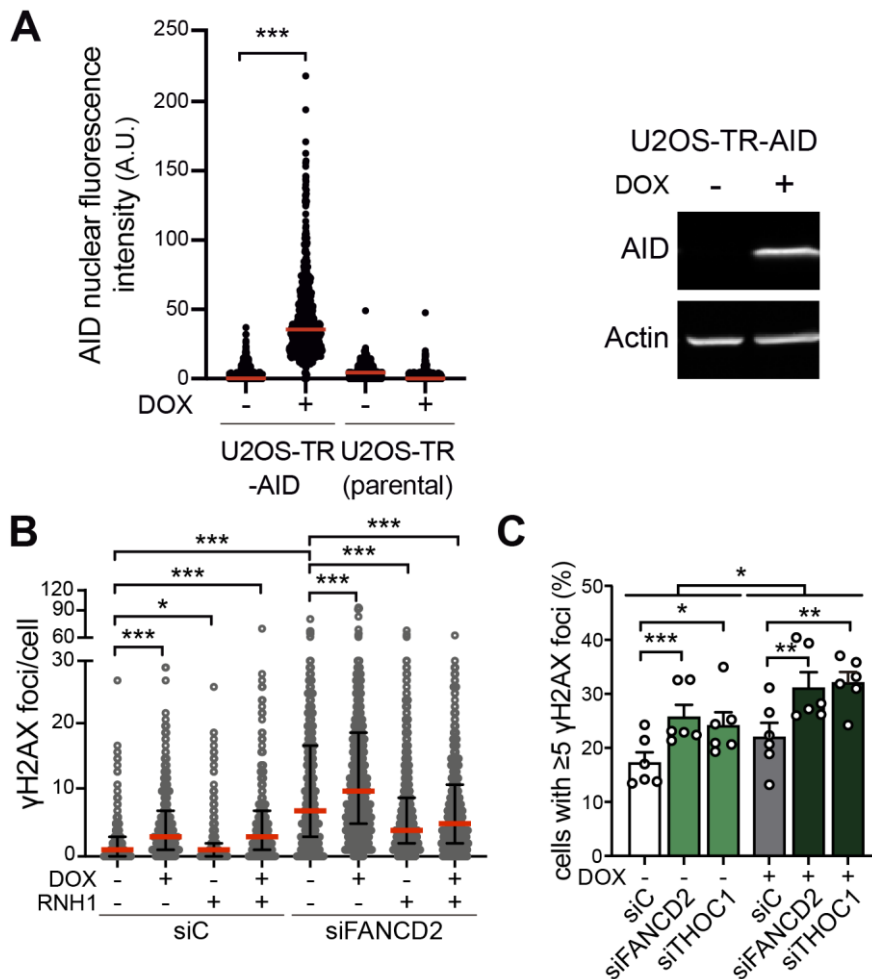 A
AID nuclear fluorescence
intensity (A.U.)
250
200
150
100
50
0
***
DOX
- + - +
U2OS-TR
-AID
U2OS-TR
(parental)
U2OS-TR-AID
DOX - +
AID
Actin
B
γH2AX foci/cell
120
90
60
30
20
10
0
***
***
***
***
*
***
***
***
DOX - + - + - + - +
RNH1 - - + + - - + +
siC
siFANCD2
C
cells with ≥5 γH2AX foci (%)
50
40
30
20
10
0
*
*
***
**
**
DOX - - - + + +
siC
siFANCD2
siTHOC1
siC
siFANCD2
siTHOC1